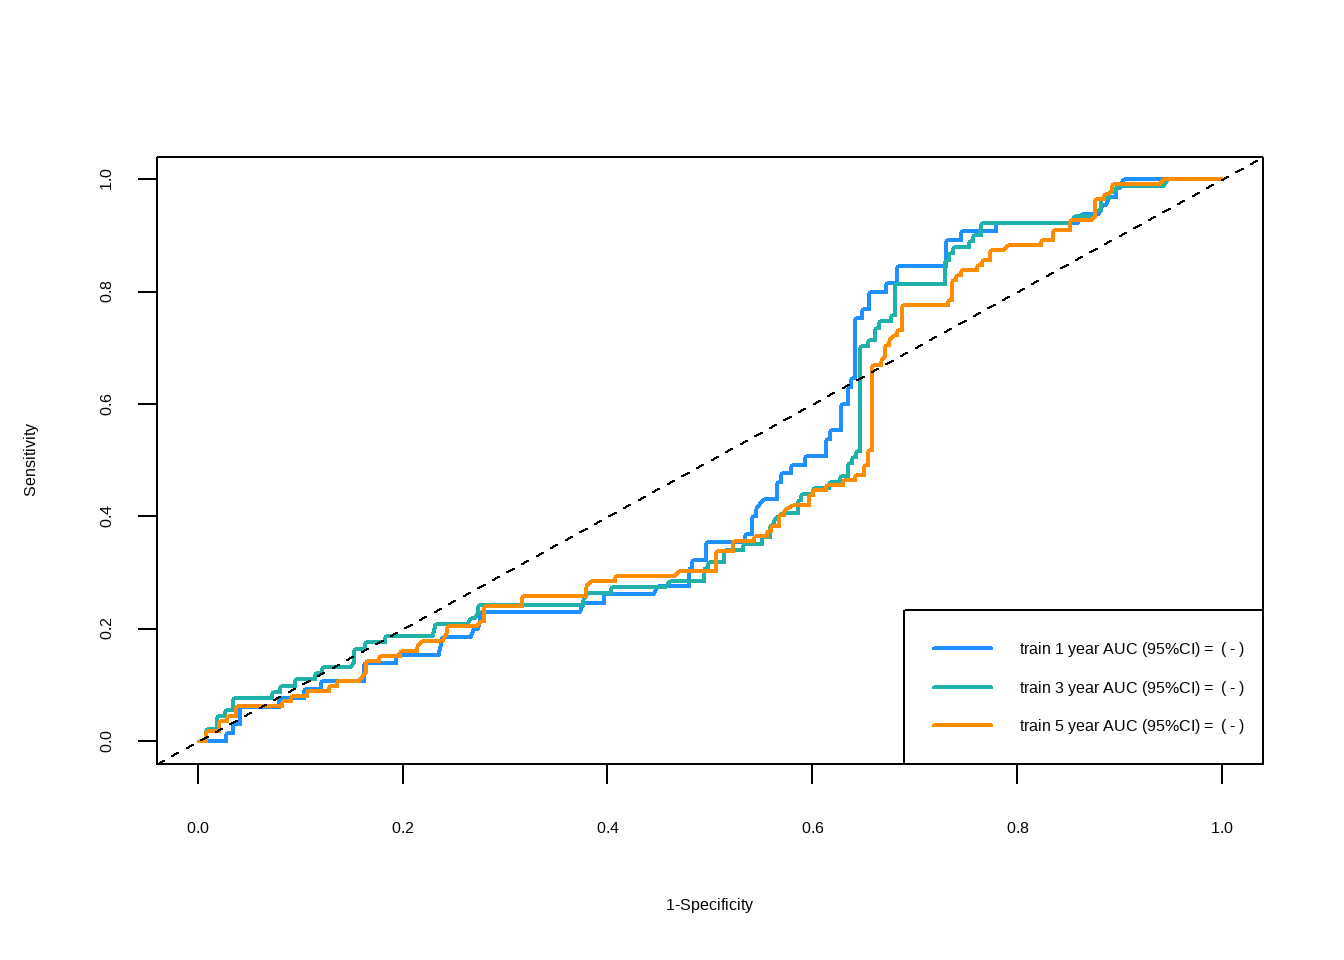 Sensitivity
1.0
0.8
0.6
0.4
0.2
0.0
train 1 year AUC (95%CI) = ( - )
train 3 year AUC (95%CI) = ( - )
train 5 year AUC (95%CI) = ( - )
0.0 0.2 0.4 0.6 0.8 1.0
1-Specificity